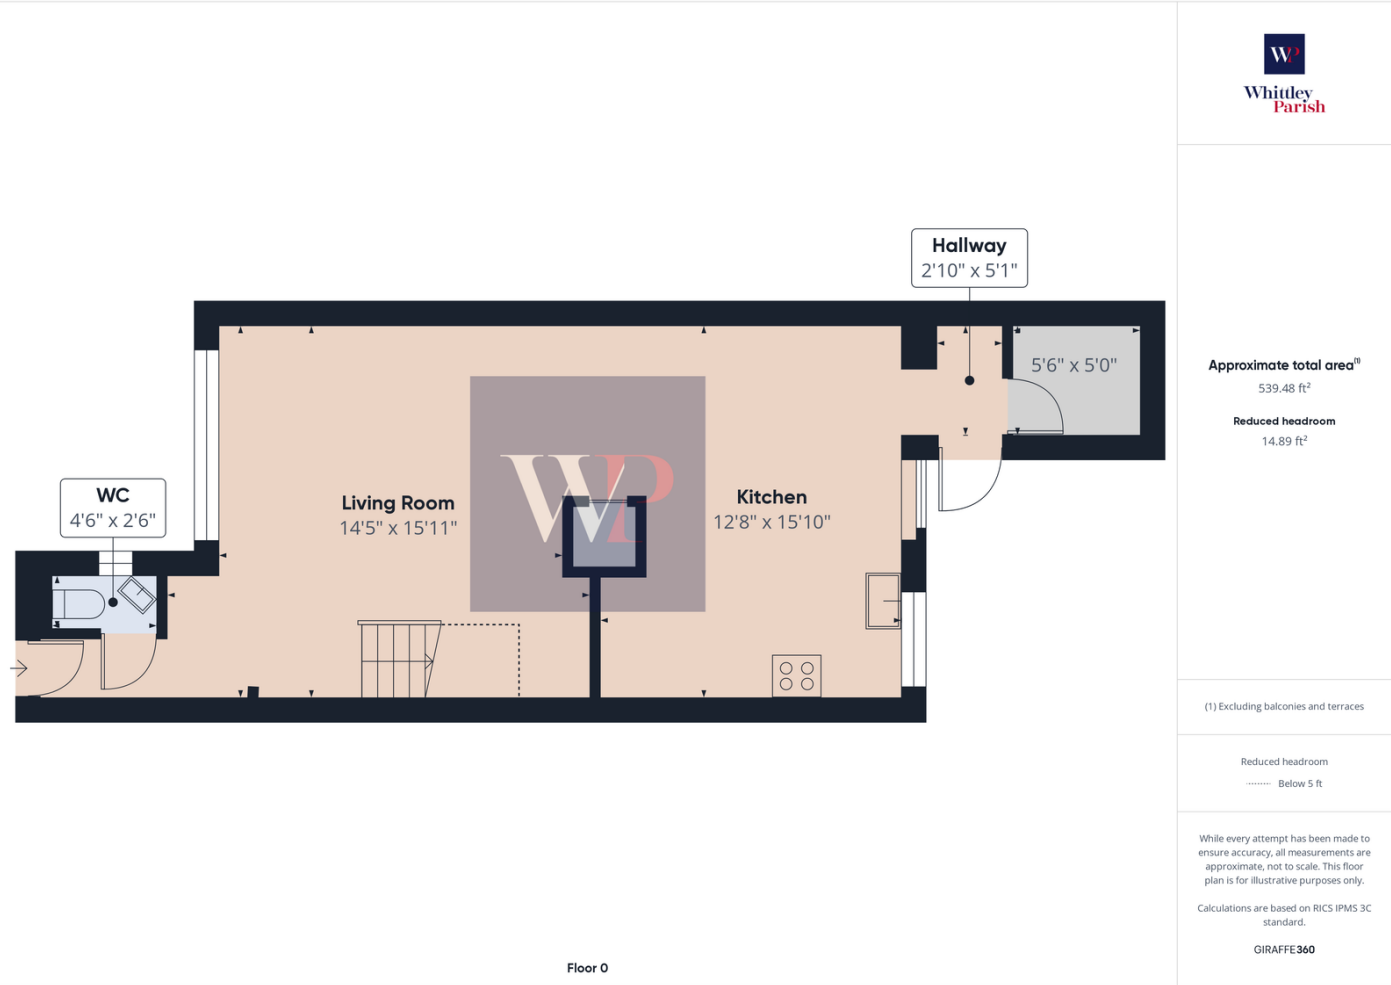 WP
Whittley
Parish
Hallway
2'10" x 5'1"
5'6" x 5'0"
Approximate total area(1)
539.48 ft²
Reduced headroom
14.89 ft²
WC
4'6" x 2'6"
Living Room
14'5" x 15'11"
WP
Kitchen
12'8" x 15'10"
(1) Excluding balconies and terraces
Reduced headroom
Below 5 ft
While every attempt has been made to
ensure accuracy, all measurements are
approximate, not to scale. This floor
plan is for illustrative purposes only.
Calculations are based on RICS IPMS 3C
standard.
GIRAFFE360
Floor 0